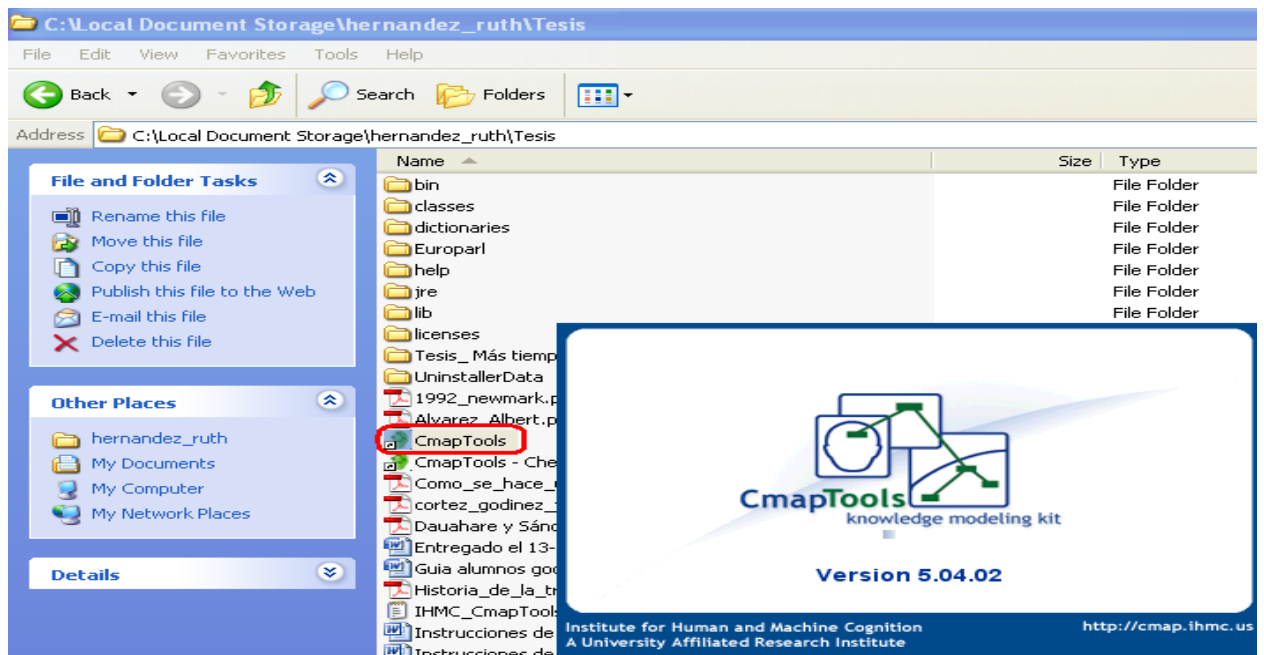 C:\Local Document Storage\hernandez_ruth\Tesis
File Edit View Favorites Tools Help
Back Search Folders
Address C:\Local Document Storage\hernandez_ruth\Tesis
File and Folder Tasks
Rename this file
Move this file
Copy this file
Publish this file to the Web
E-mail this file
Delete this file
Other Places
hernandez_ruth
My Documents
My Computer
My Network Places
Details
Name Size Type
bin File Folder
classes File Folder
dictionaries File Folder
Europarl File Folder
help File Folder
jre File Folder
lib File Folder
licenses
Tesis_ Más tiemp
UninstallerData
1992_newmark.p
Alvarez_Albert.p
CmapTools
CmapTools - Che
Como_se_hace_
cortez_godinez_
Dauahare y Sánc
Entregado el 13-
Guia alumnos goo
Historia_de_la_tr
IHMC_CmapTools
Instrucciones de
Instrucciones de
CmapTools
knowledge modeling kit
Version 5.04.02
Institute for Human and Machine Cognition
A University Affiliated Research Institute
http://cmap.ihmc.us